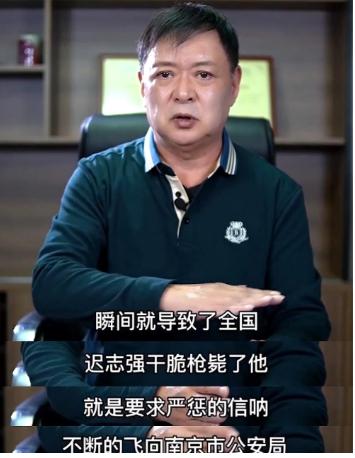 瞬间就导致了全国
迟志强干脆枪毙了他
就是要求严惩的信呐
不断的飞向南京市公安局